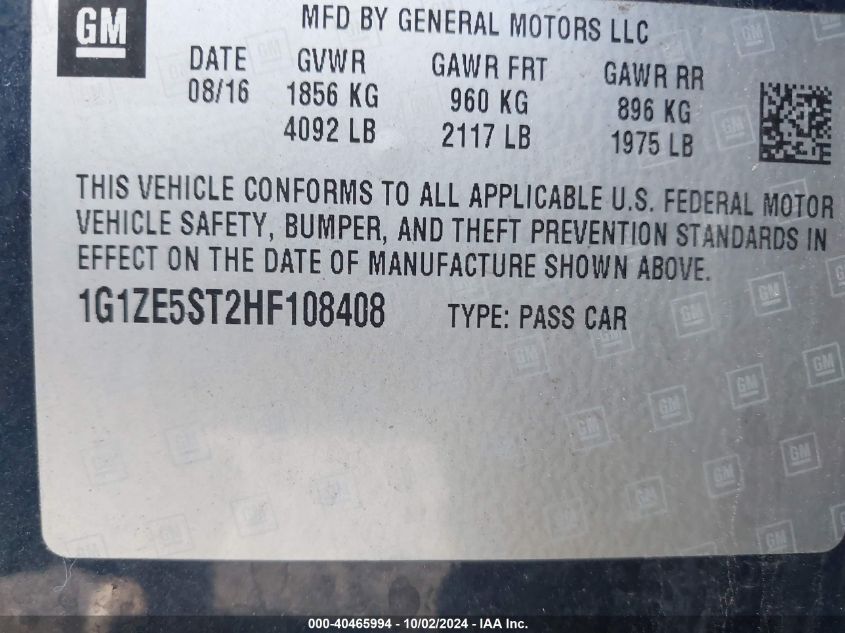 GM
MFD BY GENERAL MOTORS LLC
DATE GVWR GAWR FRT GAWR RR
08/16 1856 KG 960 KG 896 KG
4092 LB 2117 LB 1975 LB
THIS VEHICLE CONFORMS TO ALL APPLICABLE U.S. FEDERAL MOTOR
VEHICLE SAFETY, BUMPER, AND THEFT PREVENTION STANDARDS IN
EFFECT ON THE DATE OF MANUFACTURE SHOWN ABOVE.
1G1ZE5ST2HF108408 TYPE: PASS CAR
000-40465994 - 10/02/2024 - IAA Inc.